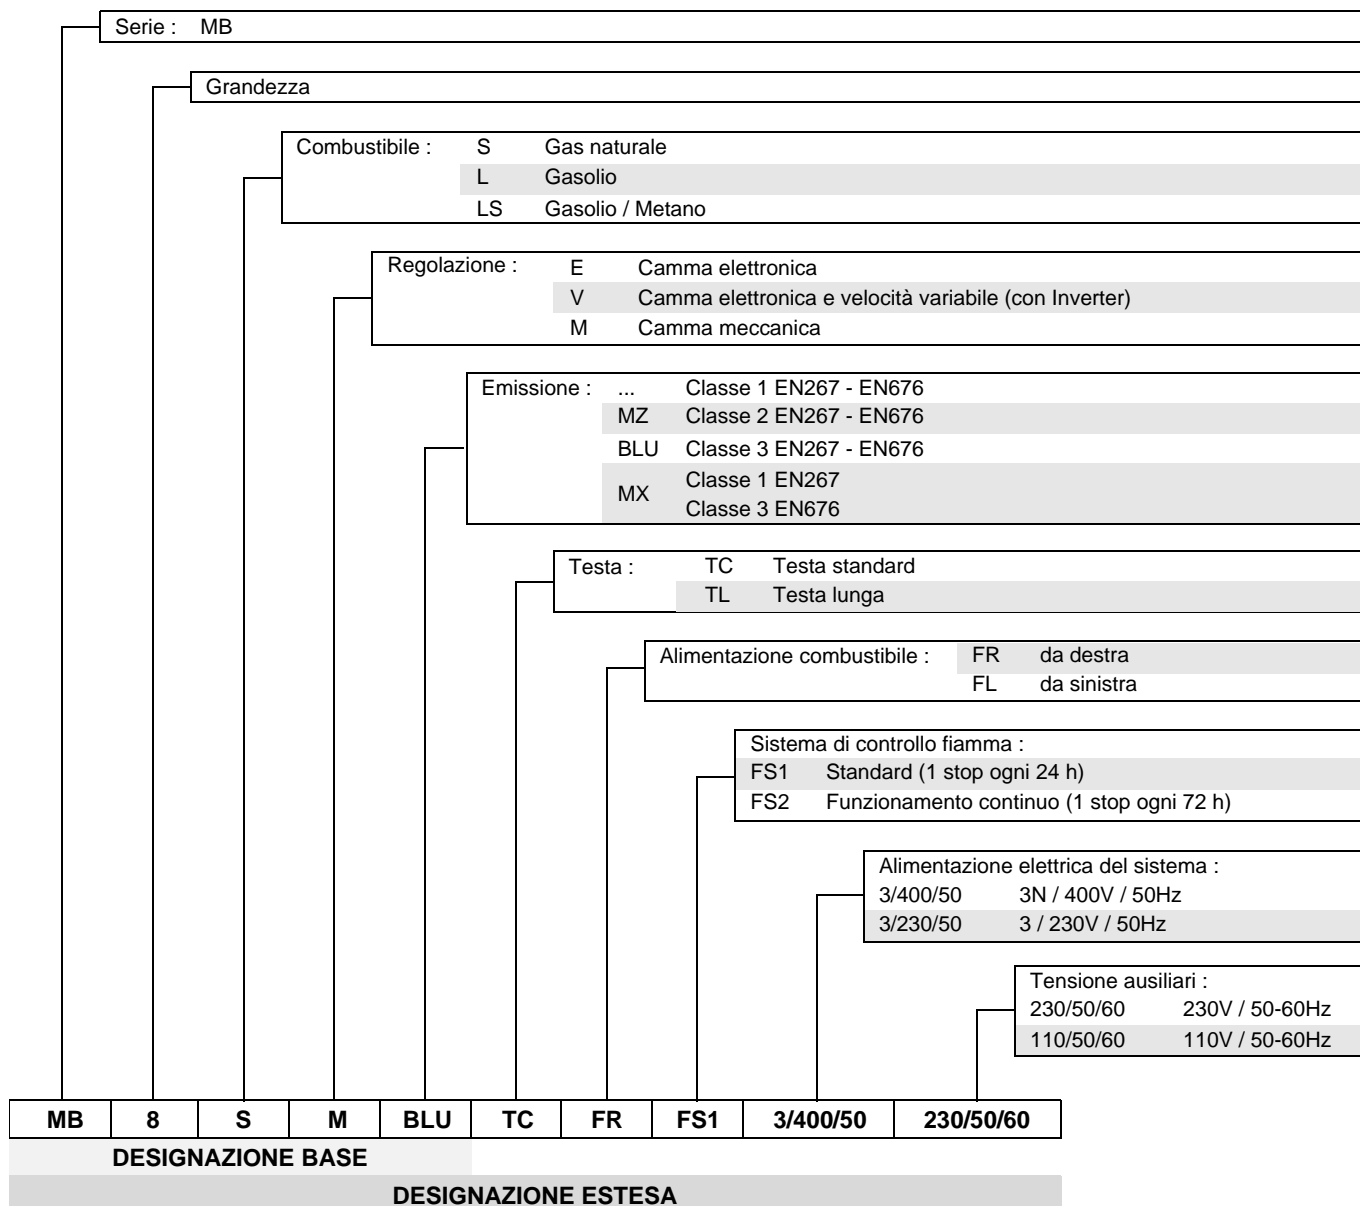 Serie : MB
Grandezza
Combustibile : S Gas naturale
L Gasolio
LS Gasolio / Metano
Regolazione : E Camma elettronica
V Camma elettronica e velocità variabile (con Inverter)
M Camma meccanica
Emissione : ... Classe 1 EN267 - EN676
MZ Classe 2 EN267 - EN676
BLU Classe 3 EN267 - EN676
MX Classe 1 EN267
Classe 3 EN676
Testa : TC Testa standard
TL Testa lunga
Alimentazione combustibile : FR da destra
FL da sinistra
Sistema di controllo fiamma :
FS1 Standard (1 stop ogni 24 h)
FS2 Funzionamento continuo (1 stop ogni 72 h)
Alimentazione elettrica del sistema :
3/400/50 3N / 400V / 50Hz
3/230/50 3 / 230V / 50Hz
Tensione ausiliari :
230/50/60 230V / 50-60Hz
110/50/60 110V / 50-60Hz
MB 8 S M BLU TC FR FS1 3/400/50 230/50/60
DESIGNAZIONE BASE
DESIGNAZIONE ESTESA